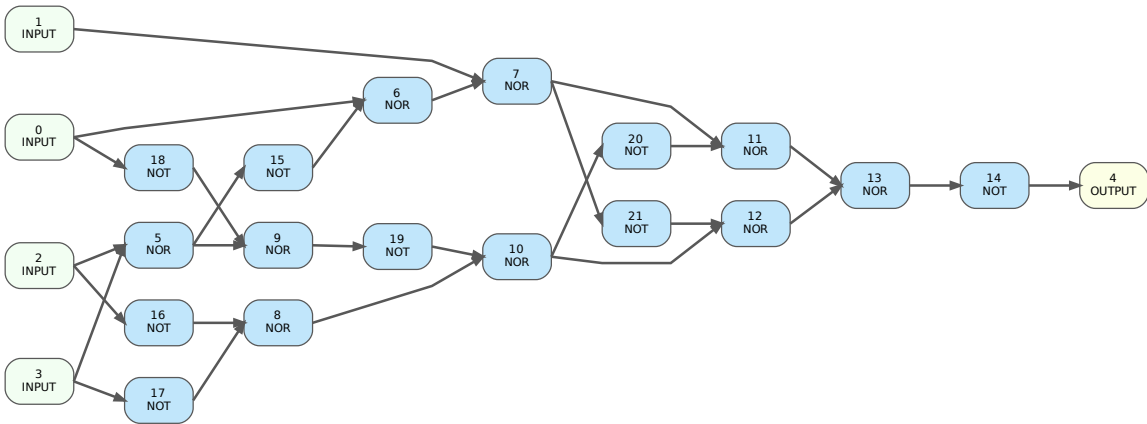 1
INPUT
0
INPUT
2
INPUT
3
INPUT
18
NOT
5
NOR
16
NOT
17
NOT
15
NOT
9
NOR
8
NOR
6
NOR
19
NOT
7
NOR
10
NOR
20
NOT
21
NOT
11
NOR
12
NOR
13
NOR
14
NOT
4
OUTPUT